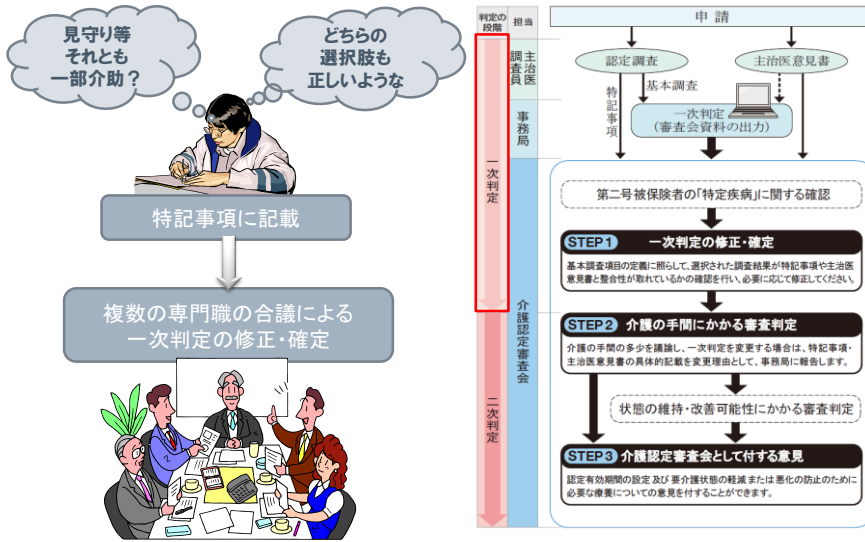 見守り等
それとも
一部介助？
どちらの
選択肢も
正しいような
特記事項に記載
複数の専門職の合議による
一次判定の修正・確定
判定の
段階
担当
申請
主治医
調査員
認定調査
主治医意見書
基本調査
特記事項
事務局
一次判定
（審査会資料の出力）
一次判定
第二号被保険者の「特定疾病」に関する確認
STEP1 一次判定の修正・確定
基本調査項目の定義に照らして、選択された調査結果が特記事項や主治医
意見書と整合性が取れているかの確認を行い、必要に応じて修正してください。
介護認定審査会
STEP2 介護の手間にかかる審査判定
介護の手間の多少を議論し、一次判定を変更する場合は、特記事項・
主治医意見書の具体的記載を変更理由として、事務局に報告します。
二次判定
状態の維持・改善可能性にかかる審査判定
STEP3 介護認定審査会として付する意見
認定有効期間の設定及び要介護状態の軽減または悪化の防止のために
必要な療養についての意見を付することができます。